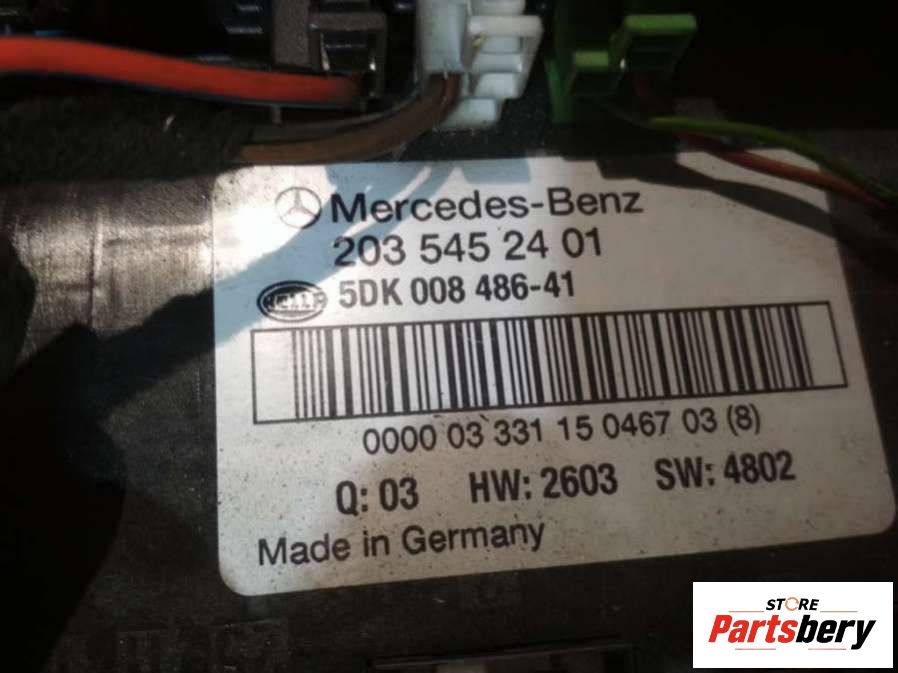 Mercedes-Benz
203 545 24 01
HELLA
5DK 008 486-41
0000 03 331 15 0467 03 (8)
Q: 03 HW: 2603 SW: 4802
Made in Germany
STORE
Partsbery